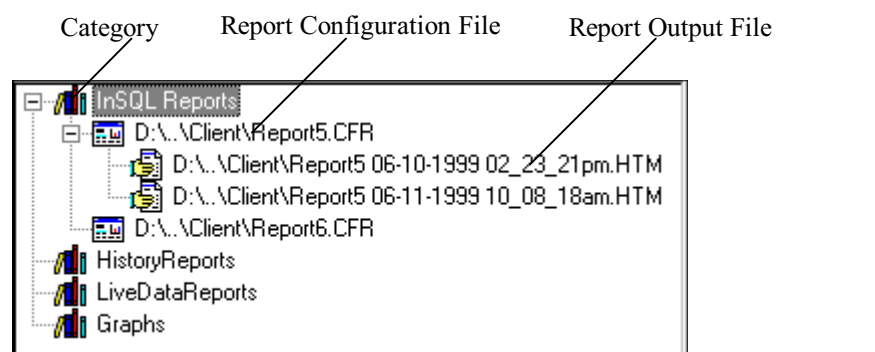 Category
Report Configuration File
Report Output File
InSQL Reports
D:\..\Client\Report5.CFR
D:\..\Client\Report5 06-10-1999 02_23_21pm.HTM
D:\..\Client\Report5 06-11-1999 10_08_18am.HTM
D:\..\Client\Report6.CFR
HistoryReports
LiveDataReports
Graphs